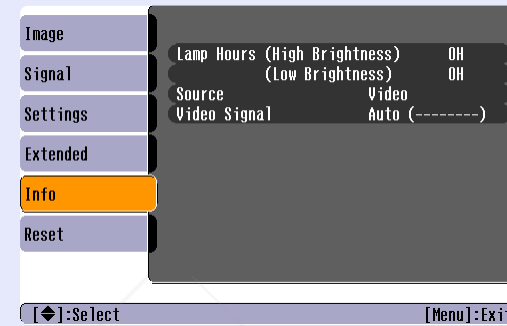 Image
Signal
Settings
Extended
Info
Reset
Lamp Hours (High Brightness) 0H
(Low Brightness) 0H
Source Video
Video Signal Auto (--------)
[◆]:Select
[Menu]:Exit